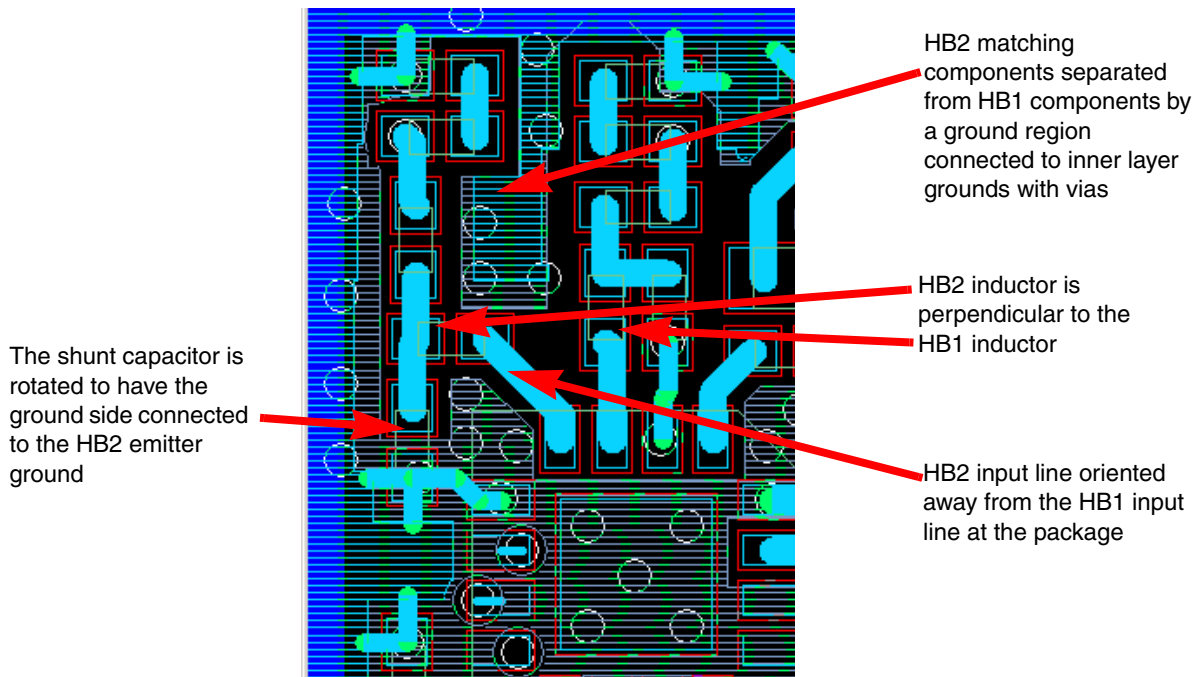 HB2 matching
components separated
from HB1 components by
a ground region
connected to inner layer
grounds with vias
HB2 inductor is
perpendicular to the
HB1 inductor
The shunt capacitor is
rotated to have the
ground side connected
to the HB2 emitter
ground
HB2 input line oriented
away from the HB1 input
line at the package